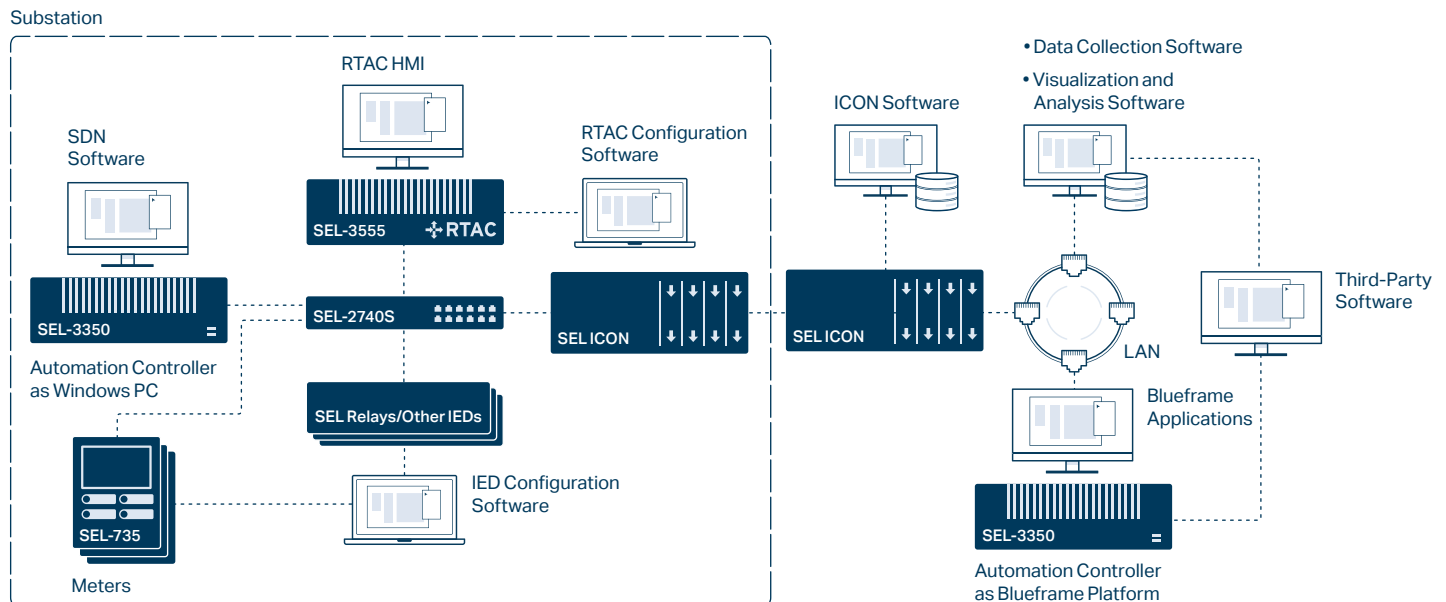 Substation
RTAC HMI
SDN
Software
RTAC Configuration
Software
SEL-3555
RTAC
SEL-3350
SEL-2740S
SEL ICON
Automation Controller
as Windows PC
SEL Relays/Other IEDs
IED Configuration
Software
SEL-735
Meters
• Data Collection Software
• Visualization and
Analysis Software
ICON Software
SEL ICON
LAN
Third-Party
Software
Blueframe
Applications
SEL-3350
Automation Controller
as Blueframe Platform